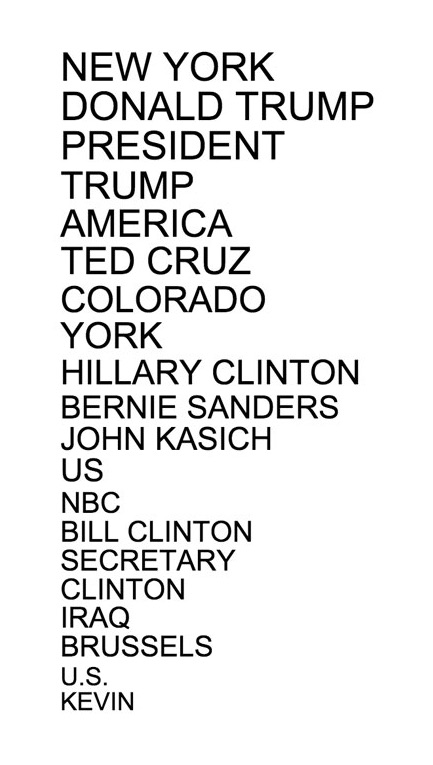 NEW YORK
DONALD TRUMP
PRESIDENT
TRUMP
AMERICA
TED CRUZ
COLORADO
YORK
HILLARY CLINTON
BERNIE SANDERS
JOHN KASICH
US
NBC
BILL CLINTON
SECRETARY
CLINTON
IRAQ
BRUSSELS
U.S.
KEVIN